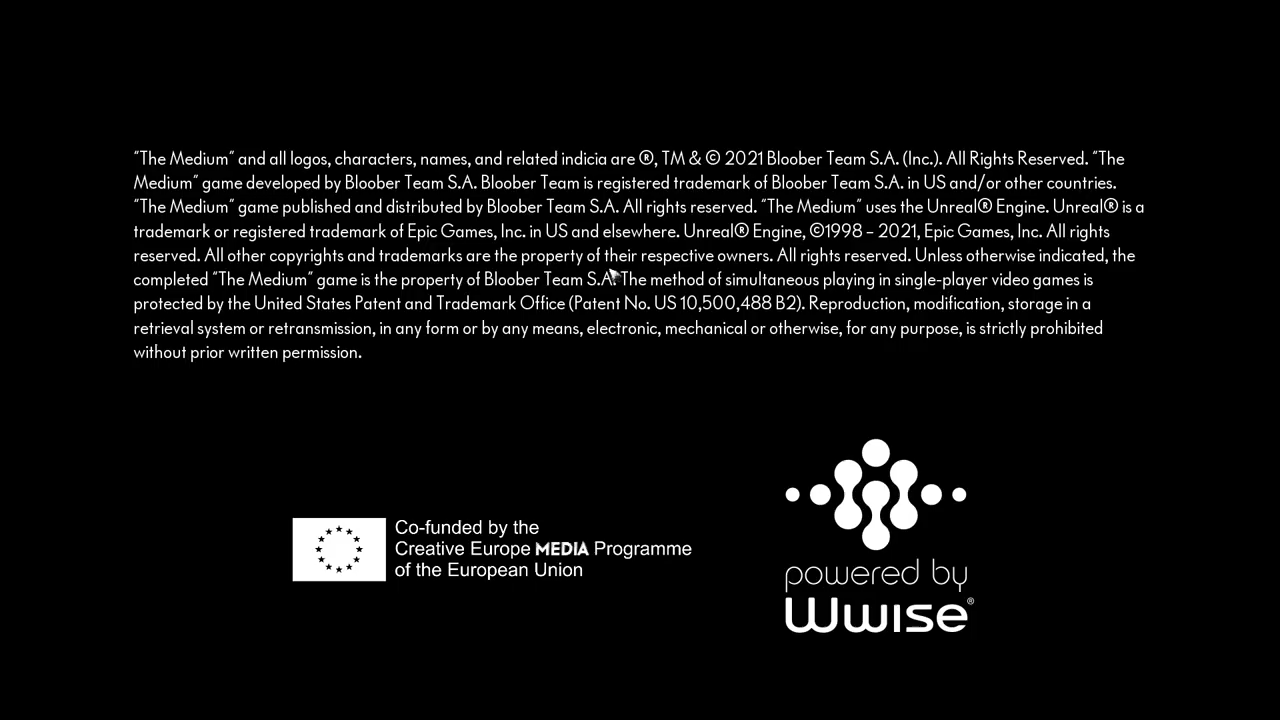 "The Medium" and all logos, characters, names, and related indicia are ®, TM & © 2021 Bloober Team S.A. (Inc.). All Rights Reserved. "The
Medium" game developed by Bloober Team S.A. Bloober Team is registered trademark of Bloober Team S.A. in US and/or other countries.
"The Medium" game published and distributed by Bloober Team S.A. All rights reserved. "The Medium" uses the Unreal® Engine. Unreal® is a
trademark or registered trademark of Epic Games, Inc. in US and elsewhere. Unreal® Engine, ©1998 – 2021, Epic Games, Inc. All rights
reserved. All other copyrights and trademarks are the property of their respective owners. All rights reserved. Unless otherwise indicated, the
completed "The Medium" game is the property of Bloober Team S.A. The method of simultaneous playing in single-player video games is
protected by the United States Patent and Trademark Office (Patent No. US 10,500,488 B2). Reproduction, modification, storage in a
retrieval system or retransmission, in any form or by any means, electronic, mechanical or otherwise, for any purpose, is strictly prohibited
without prior written permission.
Co-funded by the
Creative Europe MEDIA Programme
of the European Union
powered by
Wwise®